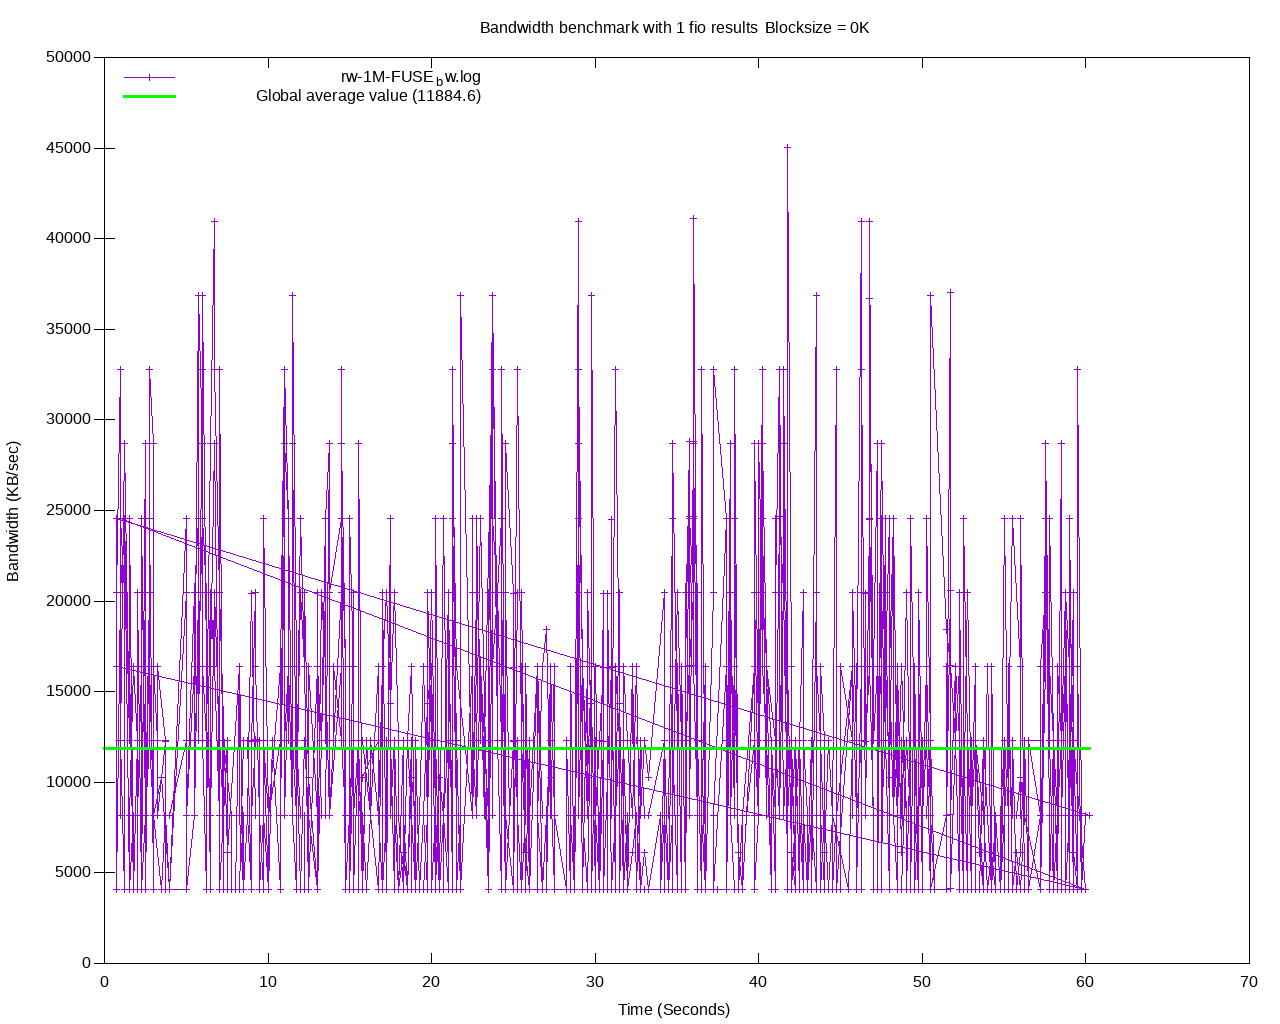 Bandwidth benchmark with 1 fio results Blocksize = 0K
50000
45000
40000
35000
30000
25000
20000
15000
10000
5000
0
rw-1M-FUSE_bw.log
Global average value (11884.6)
Bandwidth (KB/sec)
0 10 20 30 40 50 60 70
Time (Seconds)